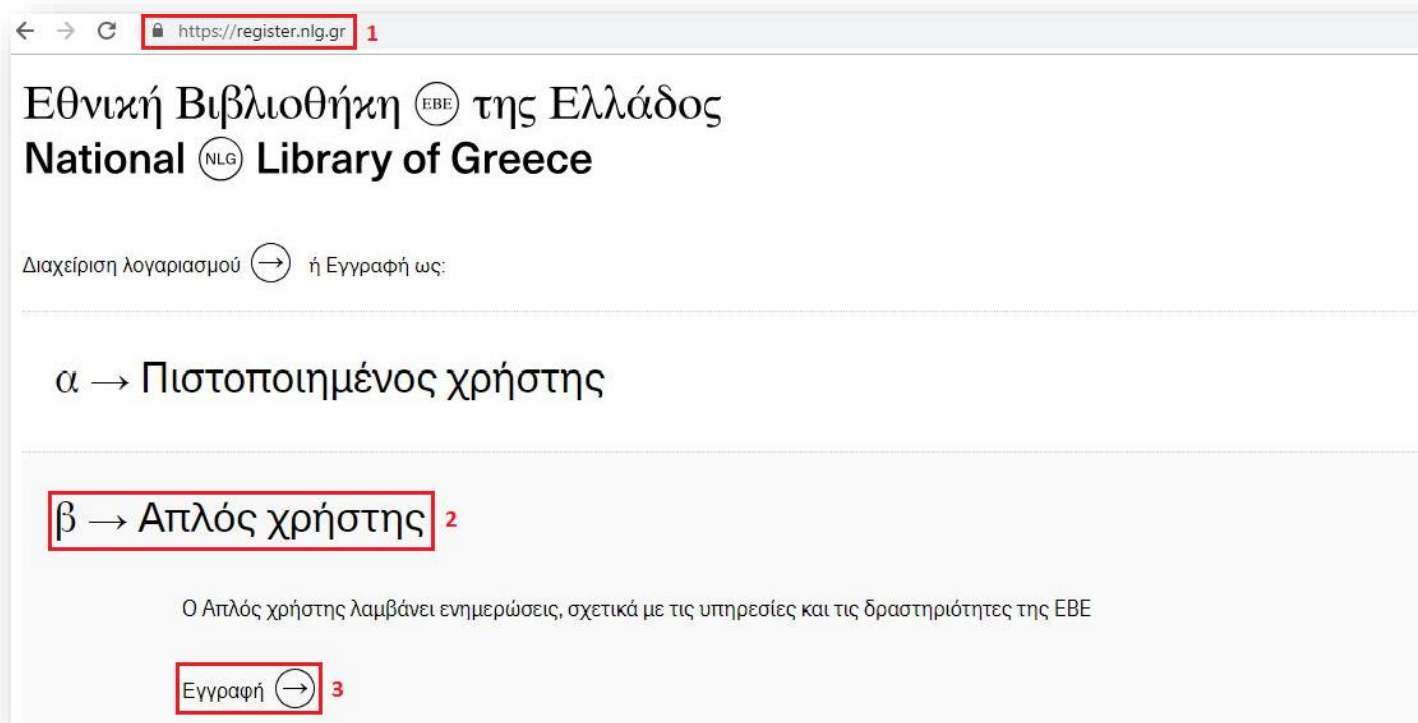 https://register.nlg.gr 1
Εθνική Βιβλιοθήκη ΕΒΕ της Ελλάδος
National NLG Library of Greece
Διαχείριση λογαριασμού → ή Εγγραφή ως:
α → Πιστοποιημένος χρήστης
β → Απλός χρήστης 2
Ο Απλός χρήστης λαμβάνει ενημερώσεις, σχετικά με τις υπηρεσίες και τις δραστηριότητες της ΕΒΕ
Εγγραφή → 3